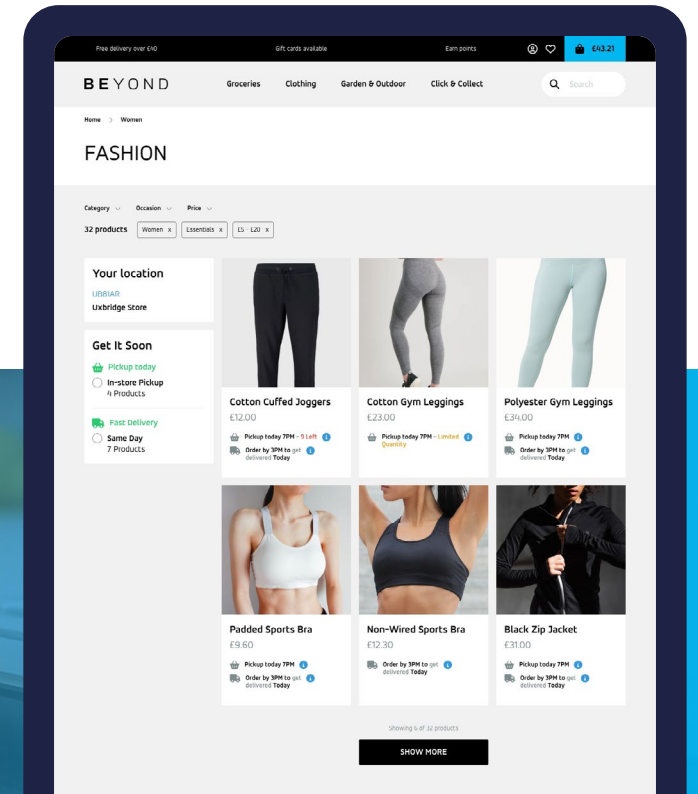 Free delivery over £40
Gift cards available
Earn points
£43.21
BEYOND
Groceries
Clothing
Garden & Outdoor
Click & Collect
Search
Home > Women
FASHION
Category
Occasion
Price
32 products
Women x
Essentials x
£5 - £20 x
Your location
UB81AR
Uxbridge Store
Get It Soon
Pickup today
In-store Pickup
4 Products
Fast Delivery
Same Day
7 Products
Cotton Cuffed Joggers
£12.00
Pickup today 7PM – 9 Left
Order by 3PM to get
delivered Today
Cotton Gym Leggings
£23.00
Pickup today 7PM – Limited
Quantity
Polyester Gym Leggings
£34.00
Pickup today 7PM
Order by 3PM to get
delivered Today
Padded Sports Bra
£9.60
Pickup today 7PM
Order by 3PM to get
delivered Today
Non-Wired Sports Bra
£12.30
Order by 3PM to get
delivered Today
Black Zip Jacket
£31.00
Pickup today 7PM
Order by 3PM to get
delivered Today
Showing 6 of 32 products
SHOW MORE